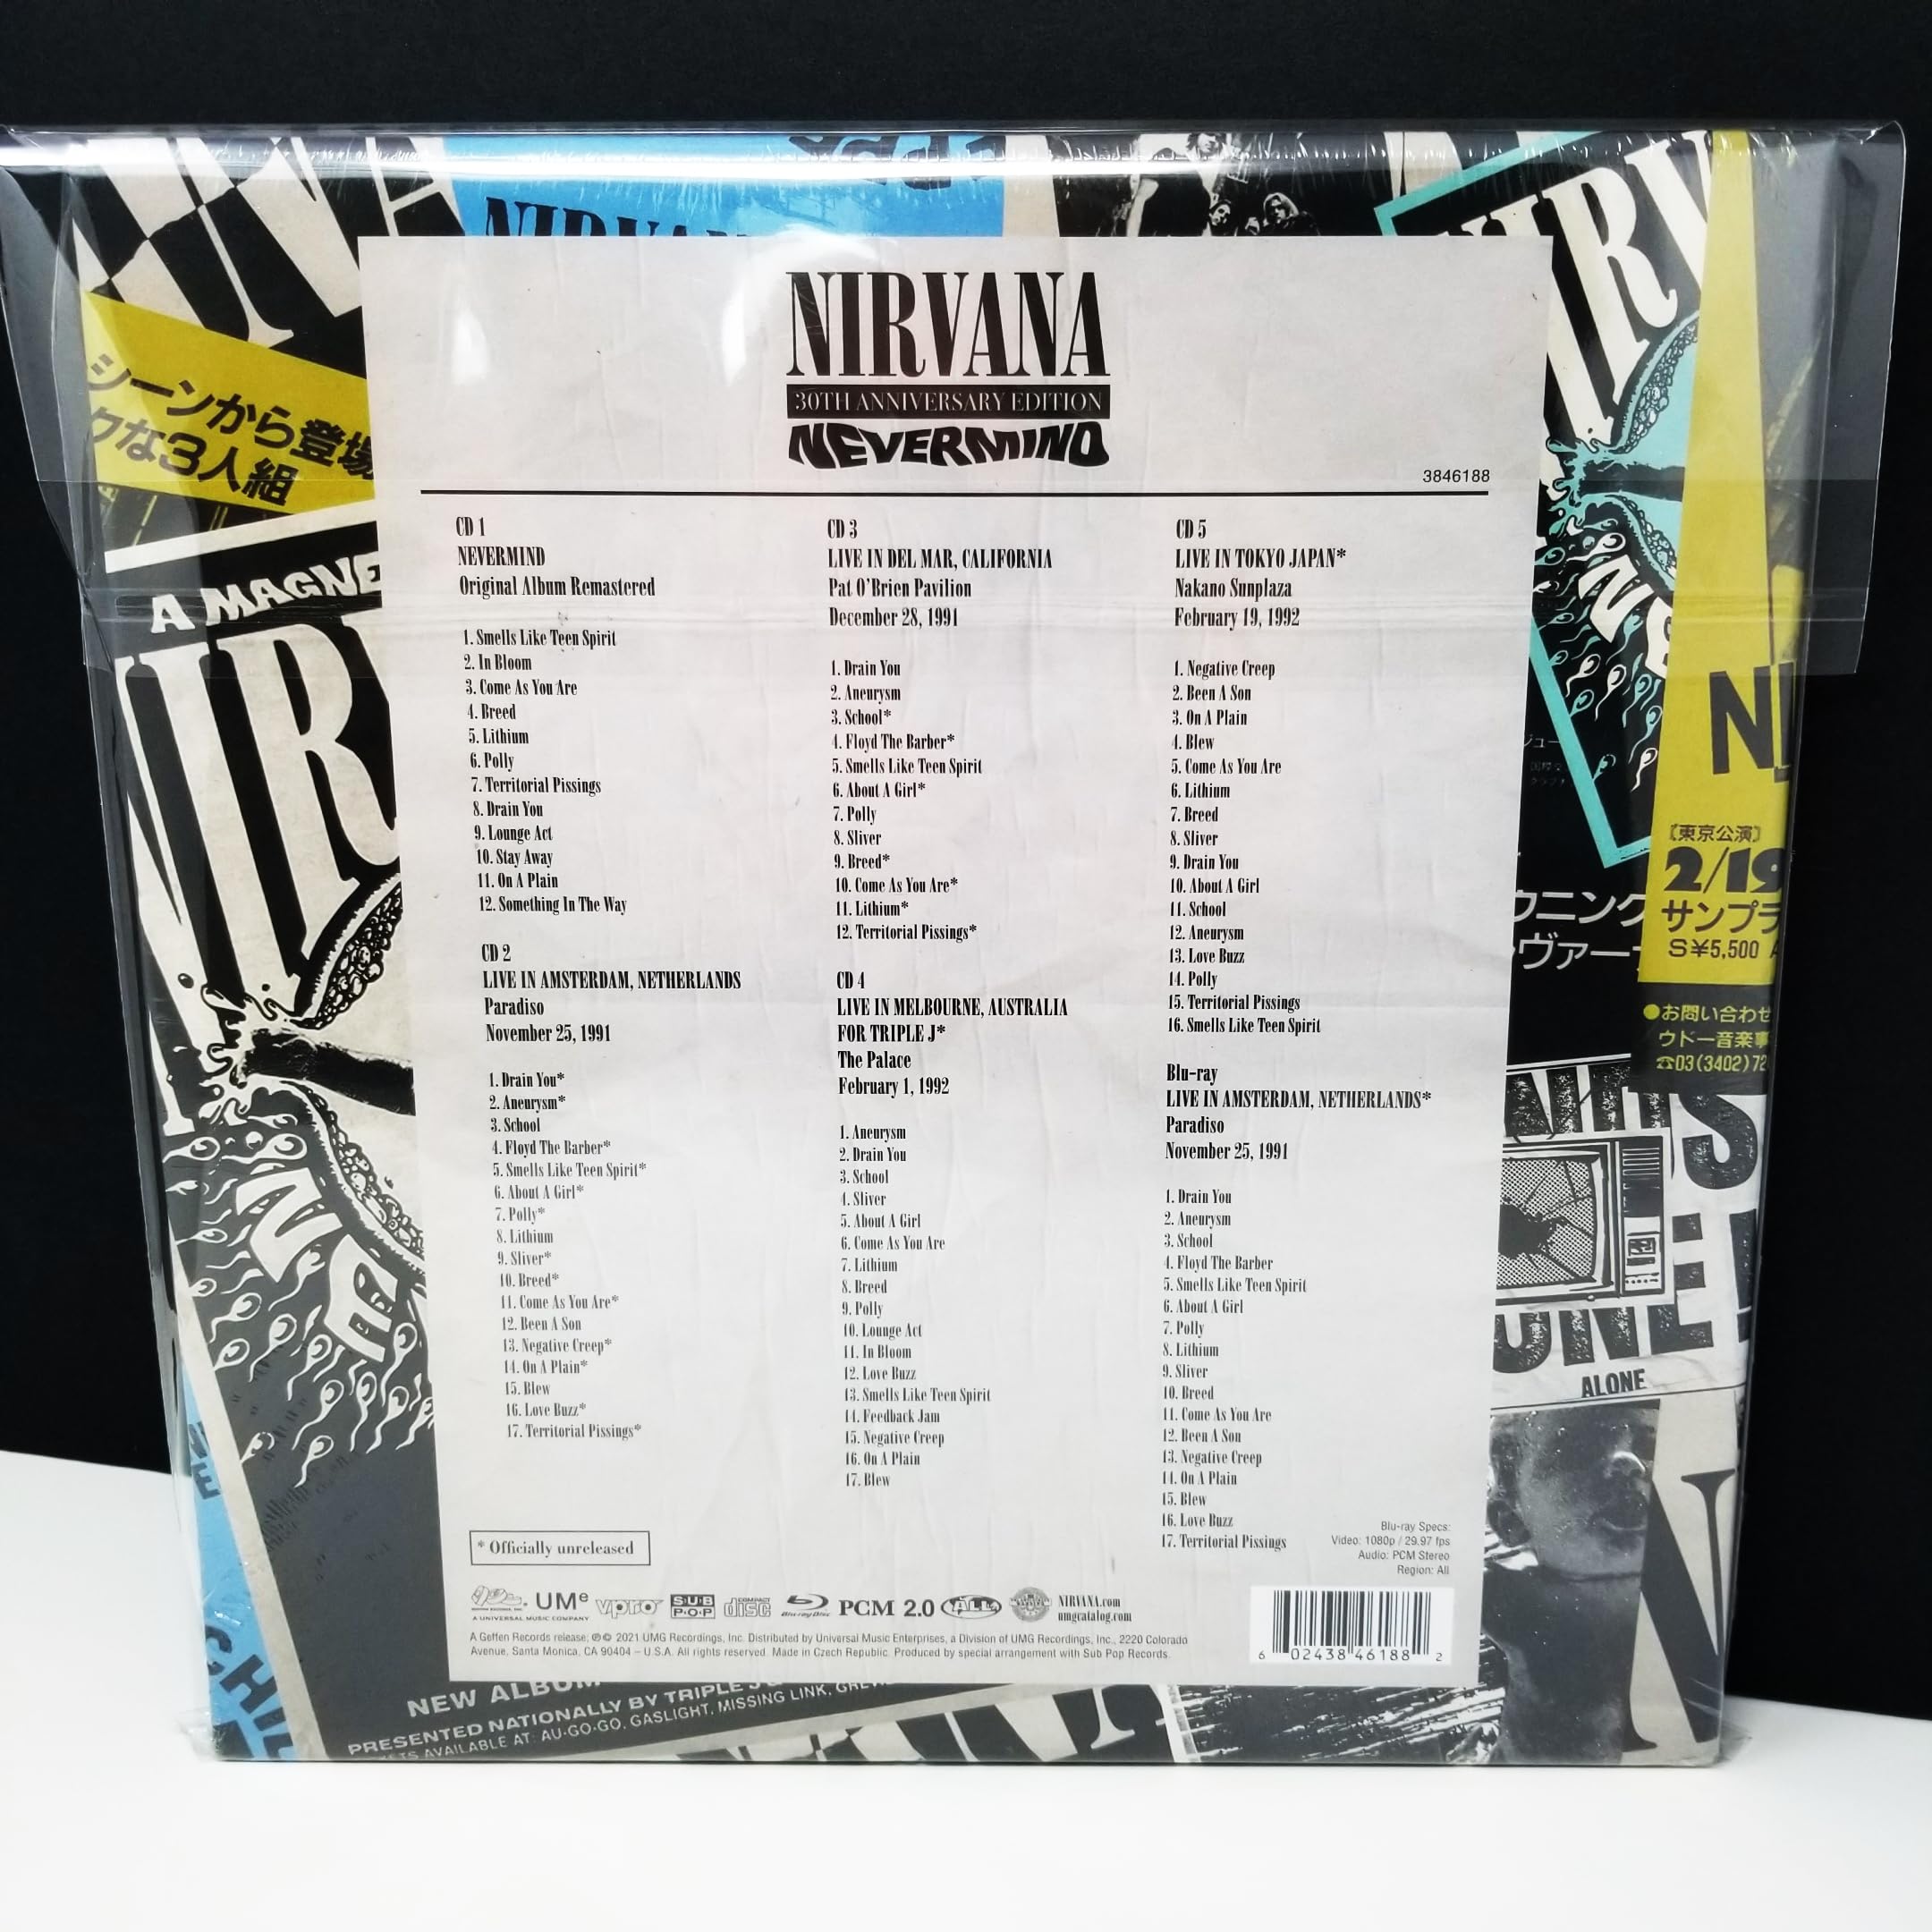 NIRVANA
シーンから登場
クな3人組
A MAGNE
NIRV
NE
NIRV
NE
N
《東京公演》
2/19
サンプラ
S¥5,500
●お問い合わせ
ウドー音楽事
☎03(3402)72
ウニング
ヴァー
ONE!
ALONE
NIRVANA
30TH ANNIVERSARY EDITION
NEVERMIND
3846188
CD 1
NEVERMIND
Original Album Remastered
1. Smells Like Teen Spirit
2. In Bloom
3. Come As You Are
4. Breed
5. Lithium
6. Polly
7. Territorial Pissings
8. Drain You
9. Lounge Act
10. Stay Away
11. On A Plain
12. Something In The Way
CD 2
LIVE IN AMSTERDAM, NETHERLANDS
Paradiso
November 25, 1991
1. Drain You*
2. Aneurysm*
3. School
4. Floyd The Barber*
5. Smells Like Teen Spirit*
6. About A Girl*
7. Polly*
8. Lithium
9. Sliver*
10. Breed*
11. Come As You Are*
12. Been A Son
13. Negative Creep*
14. On A Plain*
15. Blew
16. Love Buzz*
17. Territorial Pissings*
* Officially unreleased
CD 3
LIVE IN DEL MAR, CALIFORNIA
Pat O'Brien Pavilion
December 28, 1991
1. Drain You
2. Aneurysm
3. School*
4. Floyd The Barber*
5. Smells Like Teen Spirit
6. About A Girl*
7. Polly
8. Sliver
9. Breed*
10. Come As You Are*
11. Lithium*
12. Territorial Pissings*
CD 4
LIVE IN MELBOURNE, AUSTRALIA
FOR TRIPLE J*
The Palace
February 1, 1992
1. Aneurysm
2. Drain You
3. School
4. Sliver
5. About A Girl
6. Come As You Are
7. Lithium
8. Breed
9. Polly
10. Lounge Act
11. In Bloom
12. Love Buzz
13. Smells Like Teen Spirit
14. Feedback Jam
15. Negative Creep
16. On A Plain
17. Blew
CD 5
LIVE IN TOKYO JAPAN*
Nakano Sunplaza
February 19, 1992
1. Negative Creep
2. Been A Son
3. On A Plain
4. Blew
5. Come As You Are
6. Lithium
7. Breed
8. Sliver
9. Drain You
10. About A Girl
11. School
12. Aneurysm
13. Love Buzz
14. Polly
15. Territorial Pissings
16. Smells Like Teen Spirit
Blu-ray
LIVE IN AMSTERDAM, NETHERLANDS*
Paradiso
November 25, 1991
1. Drain You
2. Aneurysm
3. School
4. Floyd The Barber
5. Smells Like Teen Spirit
6. About A Girl
7. Polly
8. Lithium
9. Sliver
10. Breed
11. Come As You Are
12. Been A Son
13. Negative Creep
14. On A Plain
15. Blew
16. Love Buzz
17. Territorial Pissings
Blu-ray Specs:
Video: 1080p / 29.97 fps
Audio: PCM Stereo
Region: All
UMe vpro SUB POP COMPACT disc Blu-ray Disc PCM 2.0 ALL NIRVANA.com
A UNIVERSAL MUSIC COMPANY umgcatalog.com
A Geffen Records release; ℗© 2021 UMG Recordings, Inc. Distributed by Universal Music Enterprises, a Division of UMG Recordings, Inc., 2220 Colorado
Avenue, Santa Monica, CA 90404 – U.S.A. All rights reserved. Made in Czech Republic. Produced by special arrangement with Sub Pop Records.
6 02438 46188 2
NEW ALBUM
PRESENTED NATIONALLY BY TRIPLE J
AVAILABLE AT: AU-GO-GO, GASLIGHT, MISSING LINK,